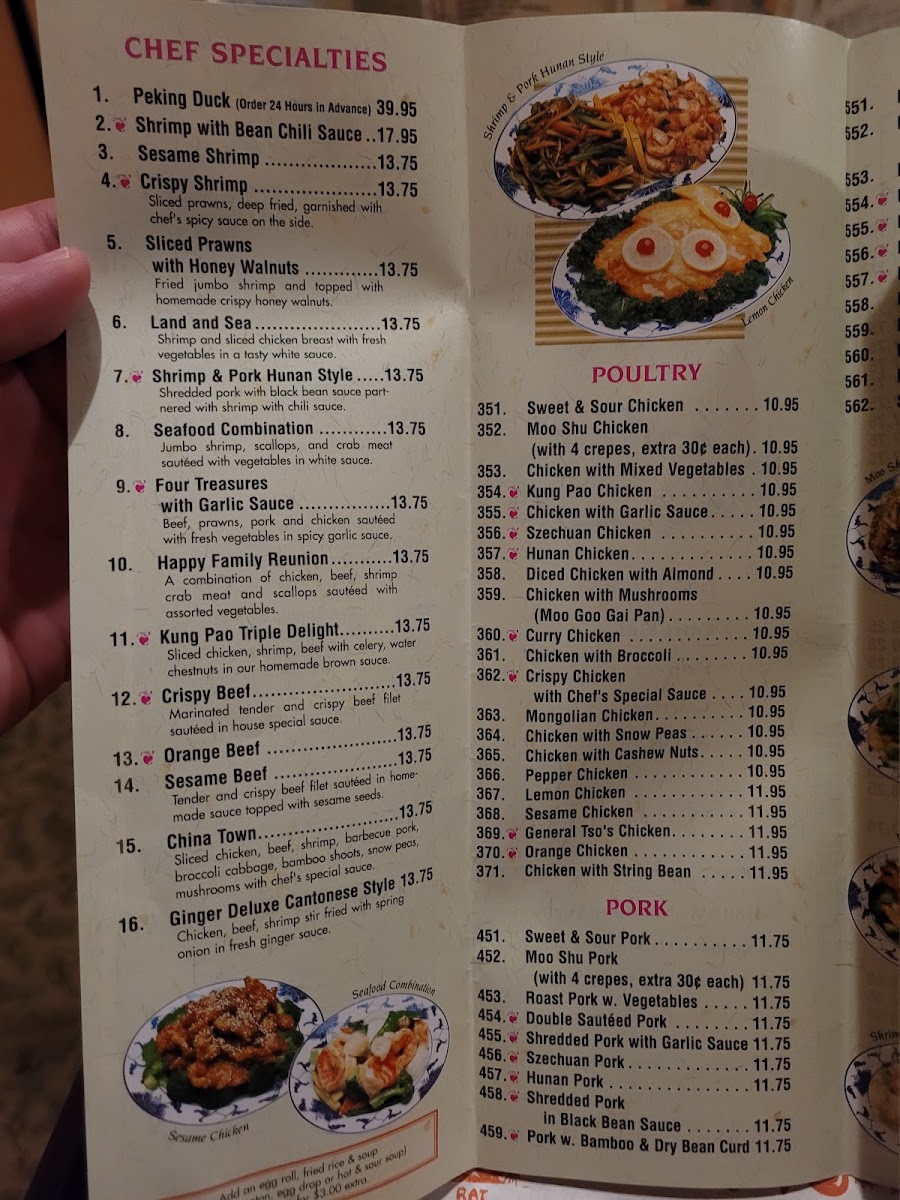 CHEF SPECIALTIES
1. Peking Duck (Order 24 Hours in Advance) 39.95
2. Shrimp with Bean Chili Sauce ..17.95
3. Sesame Shrimp .....................13.75
4. Crispy Shrimp .......................13.75
Sliced prawns, deep fried, garnished with
chef's spicy sauce on the side.
5. Sliced Prawns
with Honey Walnuts .............13.75
Fried jumbo shrimp and topped with
homemade crispy honey walnuts.
6. Land and Sea.......................13.75
Shrimp and sliced chicken breast with fresh
vegetables in a tasty white sauce.
7. Shrimp & Pork Hunan Style .....13.75
Shredded pork with black bean sauce part-
nered with shrimp with chili sauce.
8. Seafood Combination ............13.75
Jumbo shrimp, scallops, and crab meat
sautéed with vegetables in white sauce.
9. Four Treasures
with Garlic Sauce ................13.75
Beef, prawns, pork and chicken sautéed
with fresh vegetables in spicy garlic sauce.
10. Happy Family Reunion...........13.75
A combination of chicken, beef, shrimp
crab meat and scallops sautéed with
assorted vegetables.
11. Kung Pao Triple Delight..........13.75
Sliced chicken, shrimp, beef with celery, water
chestnuts in our homemade brown sauce.
12. Crispy Beef..........................13.75
Marinated tender and crispy beef filet
sautéed in house special sauce.
13. Orange Beef ........................13.75
14. Sesame Beef .......................13.75
Tender and crispy beef filet sautéed in home-
made sauce topped with sesame seeds.
15. China Town..........................13.75
Sliced chicken, beef, shrimp, barbecue pork,
broccoli cabbage, bamboo shoots, snow peas,
mushrooms with chef's special sauce.
16. Ginger Deluxe Cantonese Style 13.75
Chicken, beef, shrimp stir fried with spring
onion in fresh ginger sauce.
Seafood Combination
Sesame Chicken
Add an egg roll, fried rice & soup
egg drop or hot & sour soup)
$3.00 extra.
Shrimp & Pork Hunan Style
Lemon Chicken
POULTRY
351. Sweet & Sour Chicken . . . . . . . 10.95
352. Moo Shu Chicken
(with 4 crepes, extra 30¢ each). 10.95
353. Chicken with Mixed Vegetables . 10.95
354. Kung Pao Chicken . . . . . . . . . . 10.95
355. Chicken with Garlic Sauce. . . . . 10.95
356. Szechuan Chicken . . . . . . . . . . 10.95
357. Hunan Chicken. . . . . . . . . . . . . 10.95
358. Diced Chicken with Almond . . . . 10.95
359. Chicken with Mushrooms
(Moo Goo Gai Pan). . . . . . . . . 10.95
360. Curry Chicken . . . . . . . . . . . . . 10.95
361. Chicken with Broccoli . . . . . . . . 10.95
362. Crispy Chicken
with Chef's Special Sauce . . . . 10.95
363. Mongolian Chicken. . . . . . . . . . 10.95
364. Chicken with Snow Peas . . . . . . 10.95
365. Chicken with Cashew Nuts. . . . . 10.95
366. Pepper Chicken . . . . . . . . . . . . 10.95
367. Lemon Chicken . . . . . . . . . . . . 11.95
368. Sesame Chicken . . . . . . . . . . . 11.95
369. General Tso's Chicken. . . . . . . . 11.95
370. Orange Chicken . . . . . . . . . . . . 11.95
371. Chicken with String Bean . . . . . 11.95
PORK
451. Sweet & Sour Pork . . . . . . . . . . 11.75
452. Moo Shu Pork
(with 4 crepes, extra 30¢ each) 11.75
453. Roast Pork w. Vegetables . . . . . 11.75
454. Double Sautéed Pork . . . . . . . . 11.75
455. Shredded Pork with Garlic Sauce 11.75
456. Szechuan Pork. . . . . . . . . . . . . 11.75
457. Hunan Pork . . . . . . . . . . . . . . . 11.75
458. Shredded Pork
in Black Bean Sauce . . . . . . . 11.75
459. Pork w. Bamboo & Dry Bean Curd 11.75
RAT
551.
552.
553.
554.
555.
556.
557.
558.
559.
560.
561.
562.
Moo